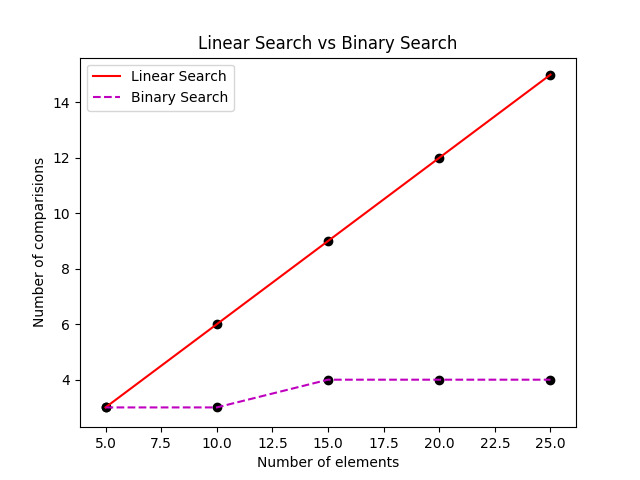 Linear Search vs Binary Search
Linear Search
Binary Search
Number of comparisions
14
12
10
8
6
4
5.0 7.5 10.0 12.5 15.0 17.5 20.0 22.5 25.0
Number of elements